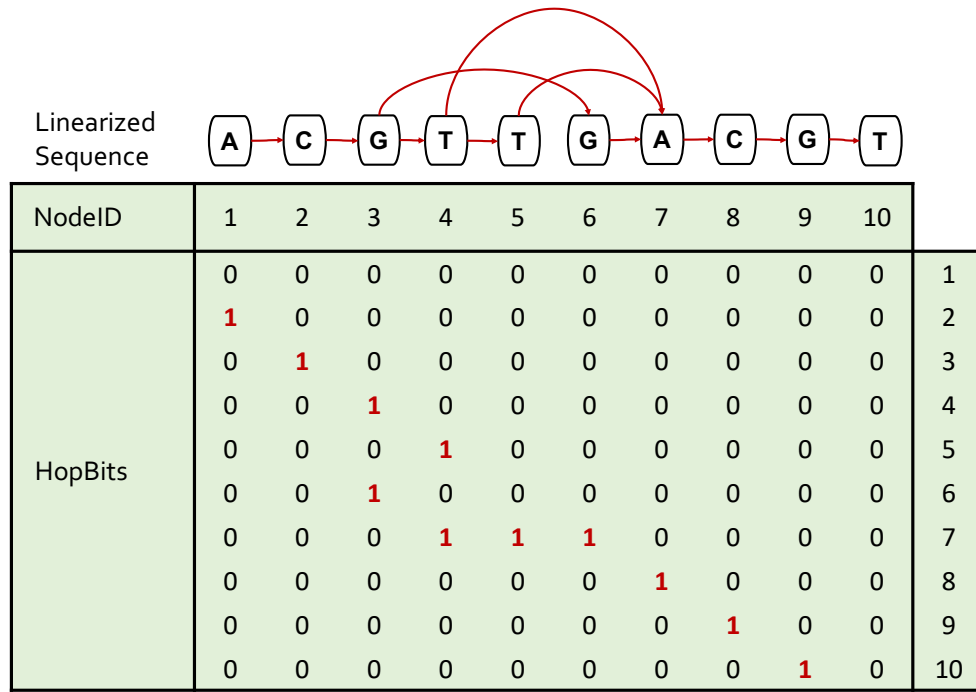 Linearized
Sequence
A C G T T G A C G T
NodeID 1 2 3 4 5 6 7 8 9 10
HopBits
0 0 0 0 0 0 0 0 0 0 1
1 0 0 0 0 0 0 0 0 0 2
0 1 0 0 0 0 0 0 0 0 3
0 0 1 0 0 0 0 0 0 0 4
0 0 0 1 0 0 0 0 0 0 5
0 0 1 0 0 0 0 0 0 0 6
0 0 0 1 1 1 0 0 0 0 7
0 0 0 0 0 0 1 0 0 0 8
0 0 0 0 0 0 0 1 0 0 9
0 0 0 0 0 0 0 0 1 0 10